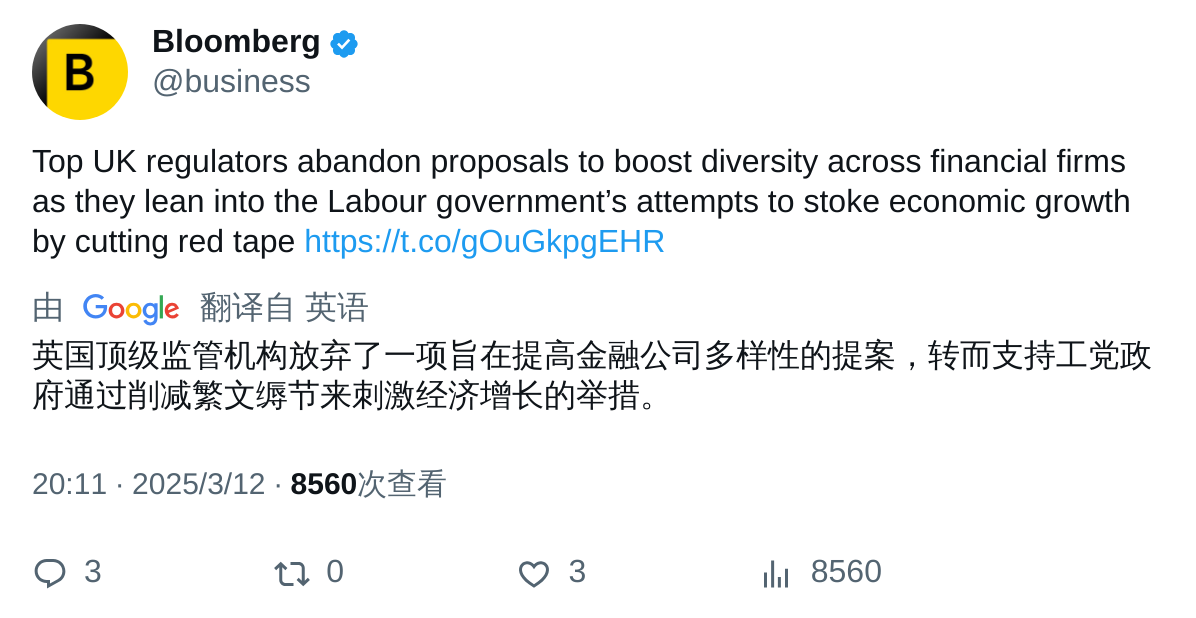 Bloomberg
@business
Top UK regulators abandon proposals to boost diversity across financial firms
as they lean into the Labour government’s attempts to stoke economic growth
by cutting red tape https://t.co/gOuGkpgEHR
由 Google 翻译自 英语
英国顶级监管机构放弃了一项旨在提高金融公司多样性的提案，转而支持工党政
府通过削减繁文缛节来刺激经济增长的举措。
20:11 · 2025/3/12 · 8560次查看
3 0 3 8560